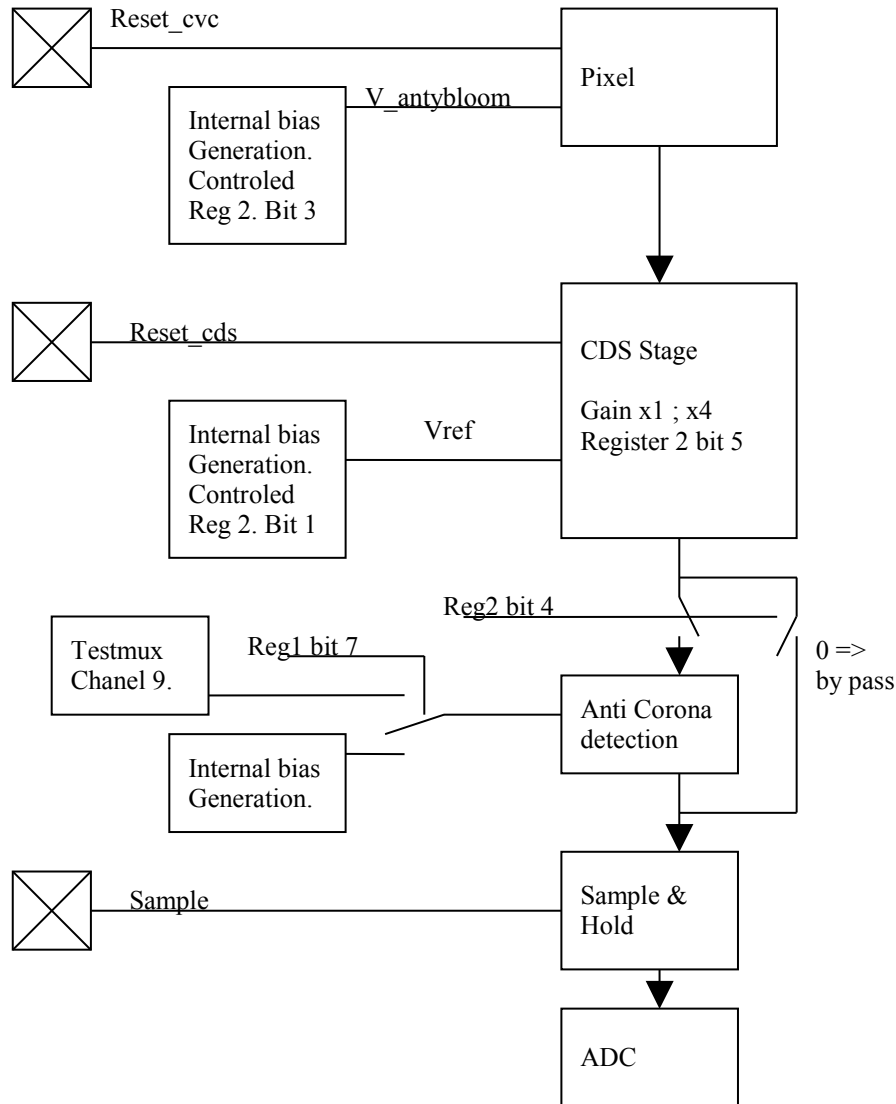 Reset_cvc
Pixel
V_antybloom
Internal bias
Generation.
Controled
Reg 2. Bit 3
Reset_cds
CDS Stage
Gain x1 ; x4
Register 2 bit 5
Internal bias
Generation.
Controled
Reg 2. Bit 1
Vref
Reg2 bit 4
Testmux
Chanel 9.
Reg1 bit 7
0 =>
by pass
Anti Corona
detection
Internal bias
Generation.
Sample
Sample &
Hold
ADC